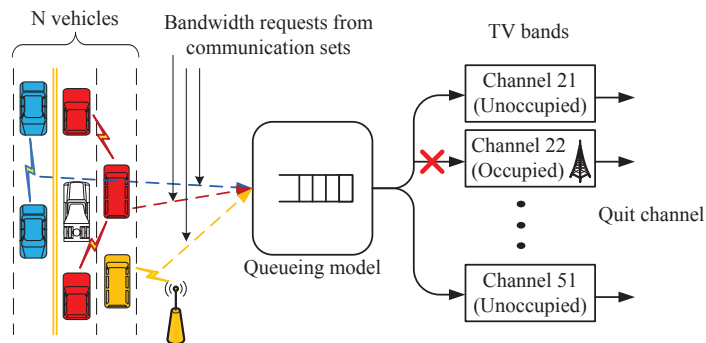 N vehicles
Bandwidth requests from
communication sets
TV bands
Channel 21
(Unoccupied)
Channel 22
(Occupied)
Quit channel
Queueing model
Channel 51
(Unoccupied)